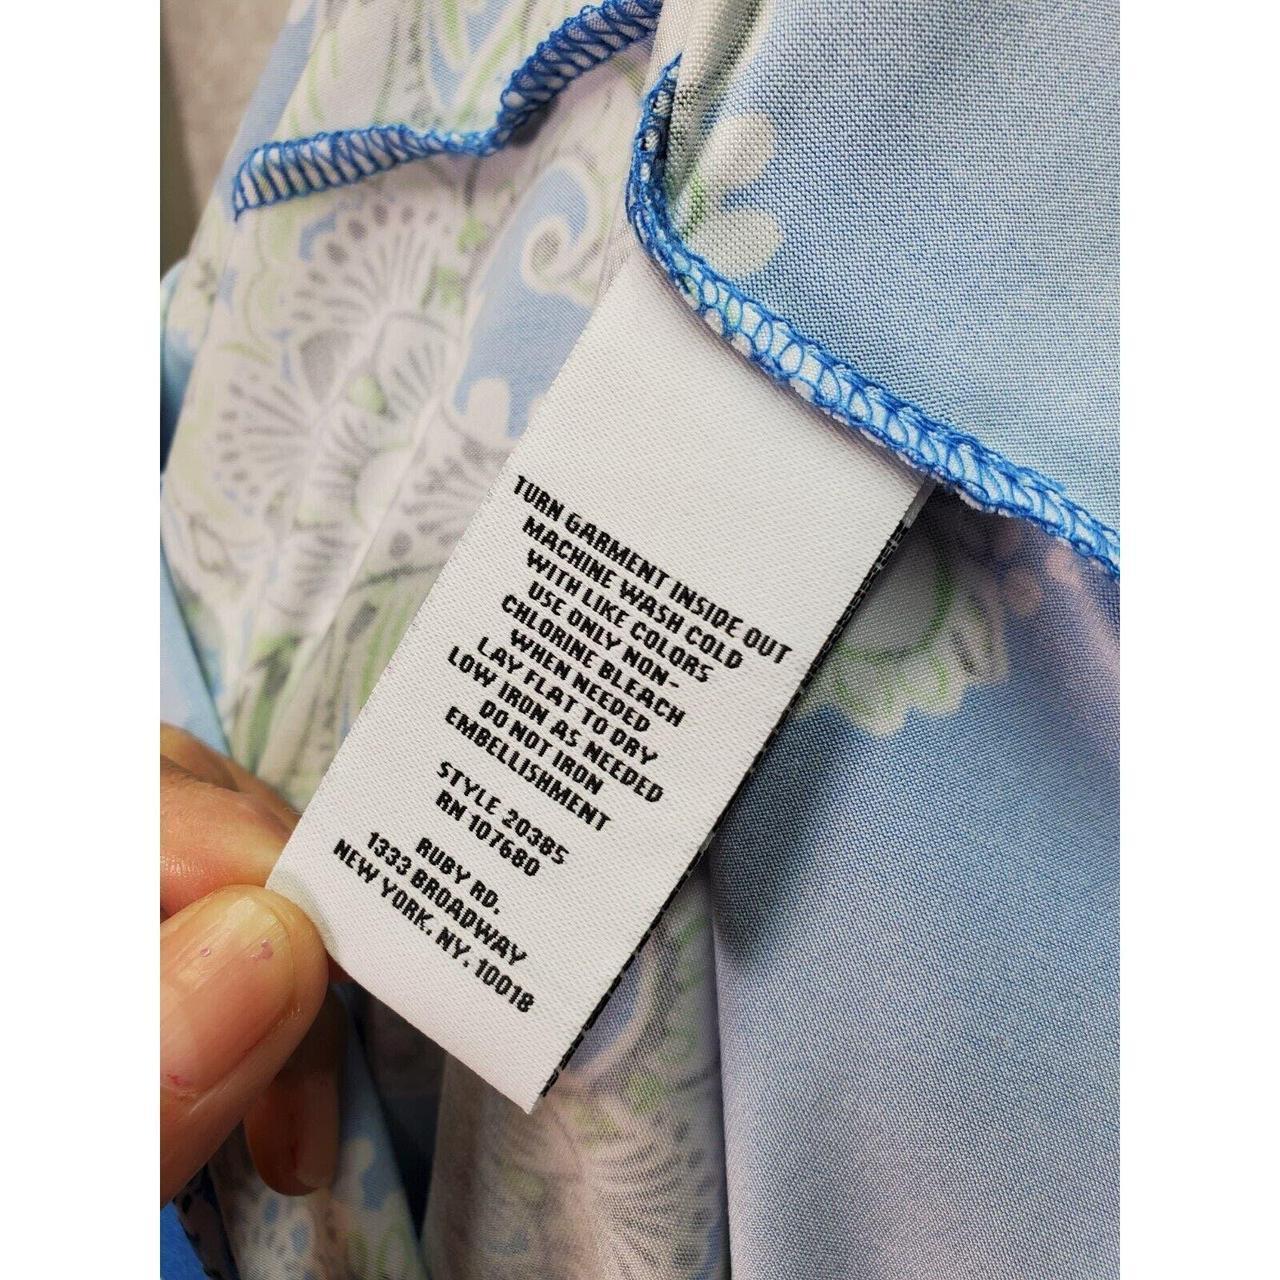 TURN GARMENT INSIDE OUT
MACHINE WASH COLD
WITH LIKE COLORS
USE ONLY NON-
CHLORINE BLEACH
WHEN NEEDED
LAY FLAT TO DRY
LOW IRON AS NEEDED
DO NOT IRON
EMBELLISHMENT
STYLE 20385
RN 107680
RUBY RD.
1333 BROADWAY
NEW YORK, NY, 10018